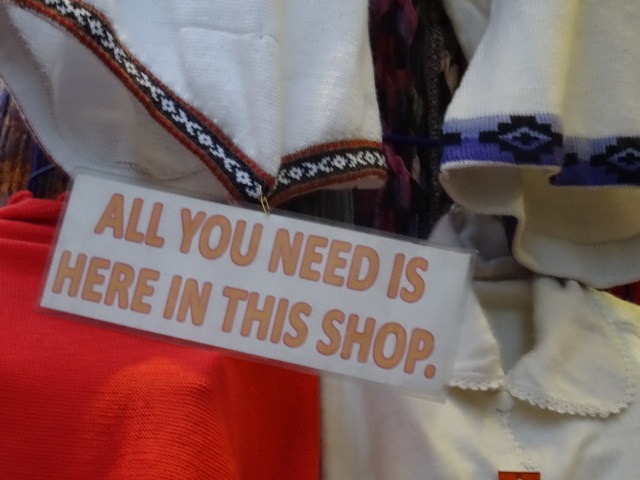 ALL YOU NEED IS
HERE IN THIS SHOP.